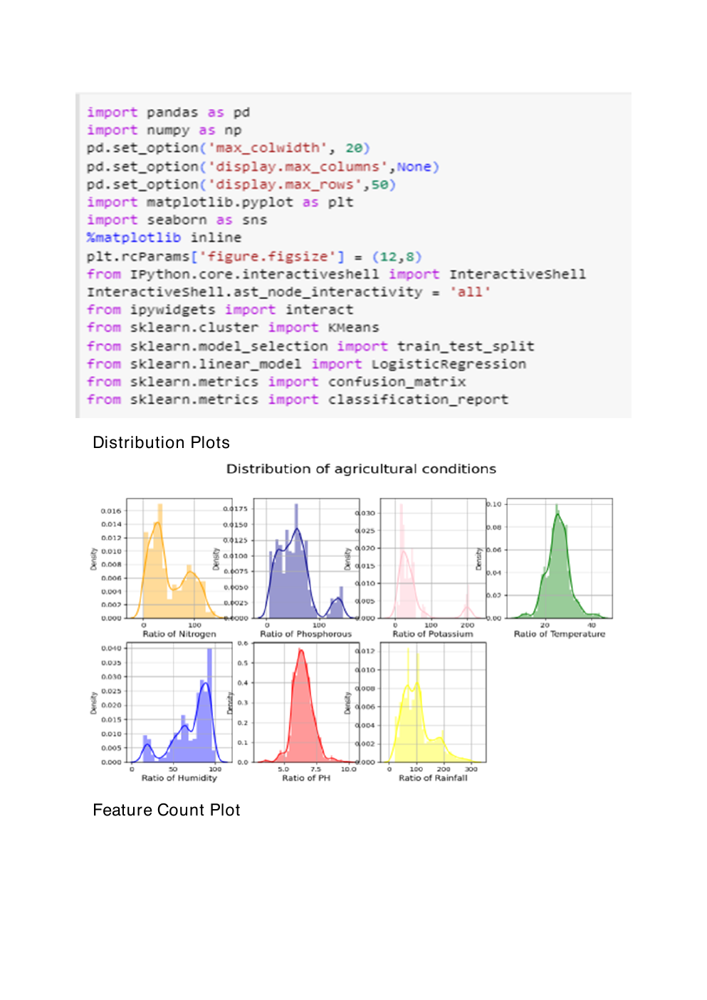 import pandas as pd
import numpy as np
pd.set_option('max_colwidth', 20)
pd.set_option('display.max_columns',None)
pd.set_option('display.max_rows',50)
import matplotlib.pyplot as plt
import seaborn as sns
%matplotlib inline
plt.rcParams['figure.figsize'] = (12,8)
from IPython.core.interactiveshell import InteractiveShell
InteractiveShell.ast_node_interactivity = 'all'
from ipywidgets import interact
from sklearn.cluster import KMeans
from sklearn.model_selection import train_test_split
from sklearn.linear_model import LogisticRegression
from sklearn.metrics import confusion_matrix
from sklearn.metrics import classification_report
Distribution Plots
Distribution of agricultural conditions
0.016
0.014
0.012
0.010
0.008
0.006
0.004
0.002
0.000
Density
0 100
Ratio of Nitrogen
0.0175
0.0150
0.0125
0.0100
0.0075
0.0050
0.0025
0.0000
Density
0 100
Ratio of Phosphorous
0.030
0.025
0.020
0.015
0.010
0.005
0.000
Density
0 100 200
Ratio of Potassium
0.10
0.08
0.06
0.04
0.02
0.00
Density
20 40
Ratio of Temperature
0.040
0.035
0.030
0.025
0.020
0.015
0.010
0.005
0.000
Density
0 50 100
Ratio of Humidity
0.6
0.5
0.4
0.3
0.2
0.1
0.0
Density
5.0 7.5 10.0
Ratio of PH
0.012
0.010
0.008
0.006
0.004
0.002
0.000
Density
0 100 200 300
Ratio of Rainfall
Feature Count Plot